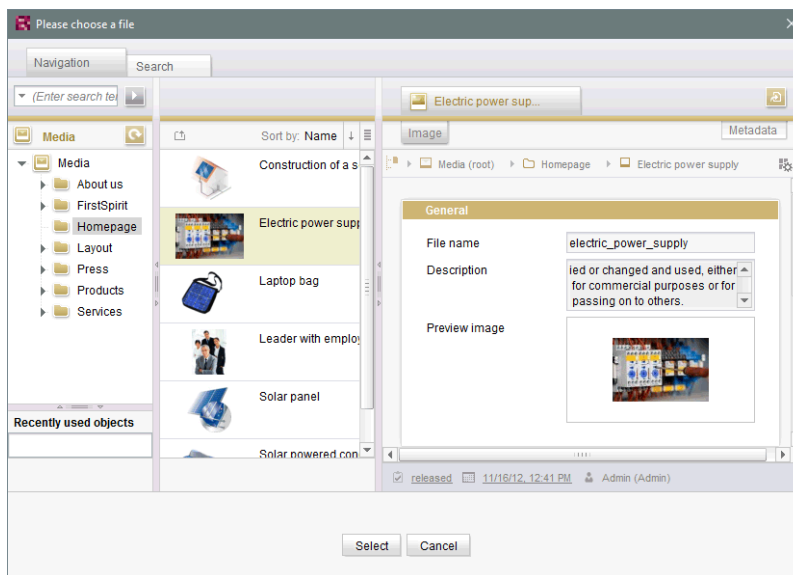 Please choose a file
Navigation
Search
(Enter search te
Electric power sup...
Media
Sort by: Name
Image
Metadata
Media (root)
Homepage
Electric power supply
Media
About us
FirstSpirit
Homepage
Layout
Press
Products
Services
Construction of a s
Electric power supp
Laptop bag
Leader with employ
Solar panel
Solar powered con
General
File name
electric_power_supply
Description
ied or changed and used, either
for commercial purposes or for
passing on to others.
Preview image
Recently used objects
released
11/16/12, 12:41 PM
Admin (Admin)
Select
Cancel